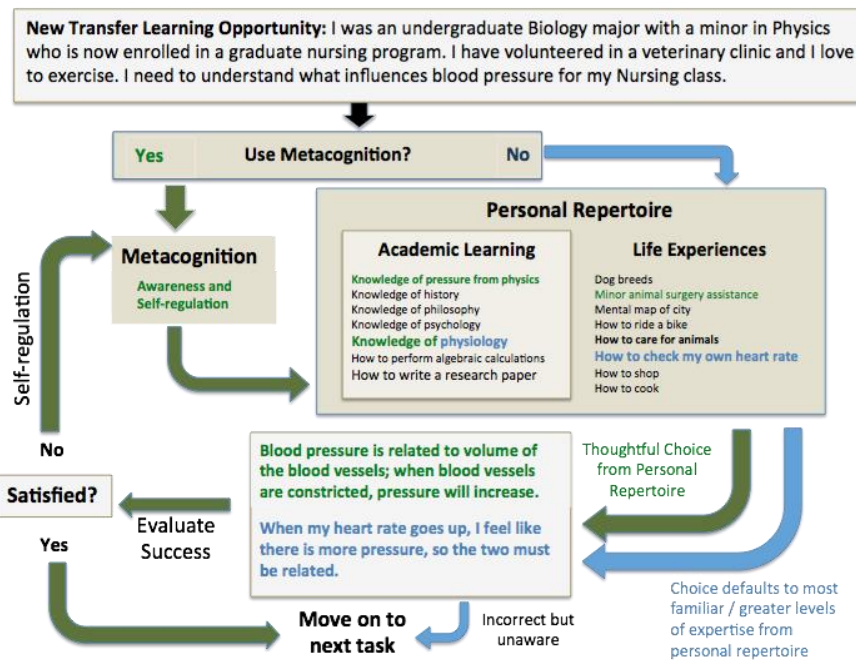 New Transfer Learning Opportunity: I was an undergraduate Biology major with a minor in Physics
who is now enrolled in a graduate nursing program. I have volunteered in a veterinary clinic and I love
to exercise. I need to understand what influences blood pressure for my Nursing class.
Yes
Use Metacognition?
No
Personal Repertoire
Metacognition
Awareness and
Self-regulation
Academic Learning
Knowledge of pressure from physics
Knowledge of history
Knowledge of philosophy
Knowledge of psychology
Knowledge of physiology
How to perform algebraic calculations
How to write a research paper
Life Experiences
Dog breeds
Minor animal surgery assistance
Mental map of city
How to ride a bike
How to care for animals
How to check my own heart rate
How to shop
How to cook
Self-regulation
No
Satisfied?
Yes
Evaluate
Success
Blood pressure is related to volume of
the blood vessels; when blood vessels
are constricted, pressure will increase.
When my heart rate goes up, I feel like
there is more pressure, so the two must
be related.
Thoughtful Choice
from Personal
Repertoire
Choice defaults to most
familiar / greater levels
of expertise from
personal repertoire
Move on to
next task
Incorrect but
unaware